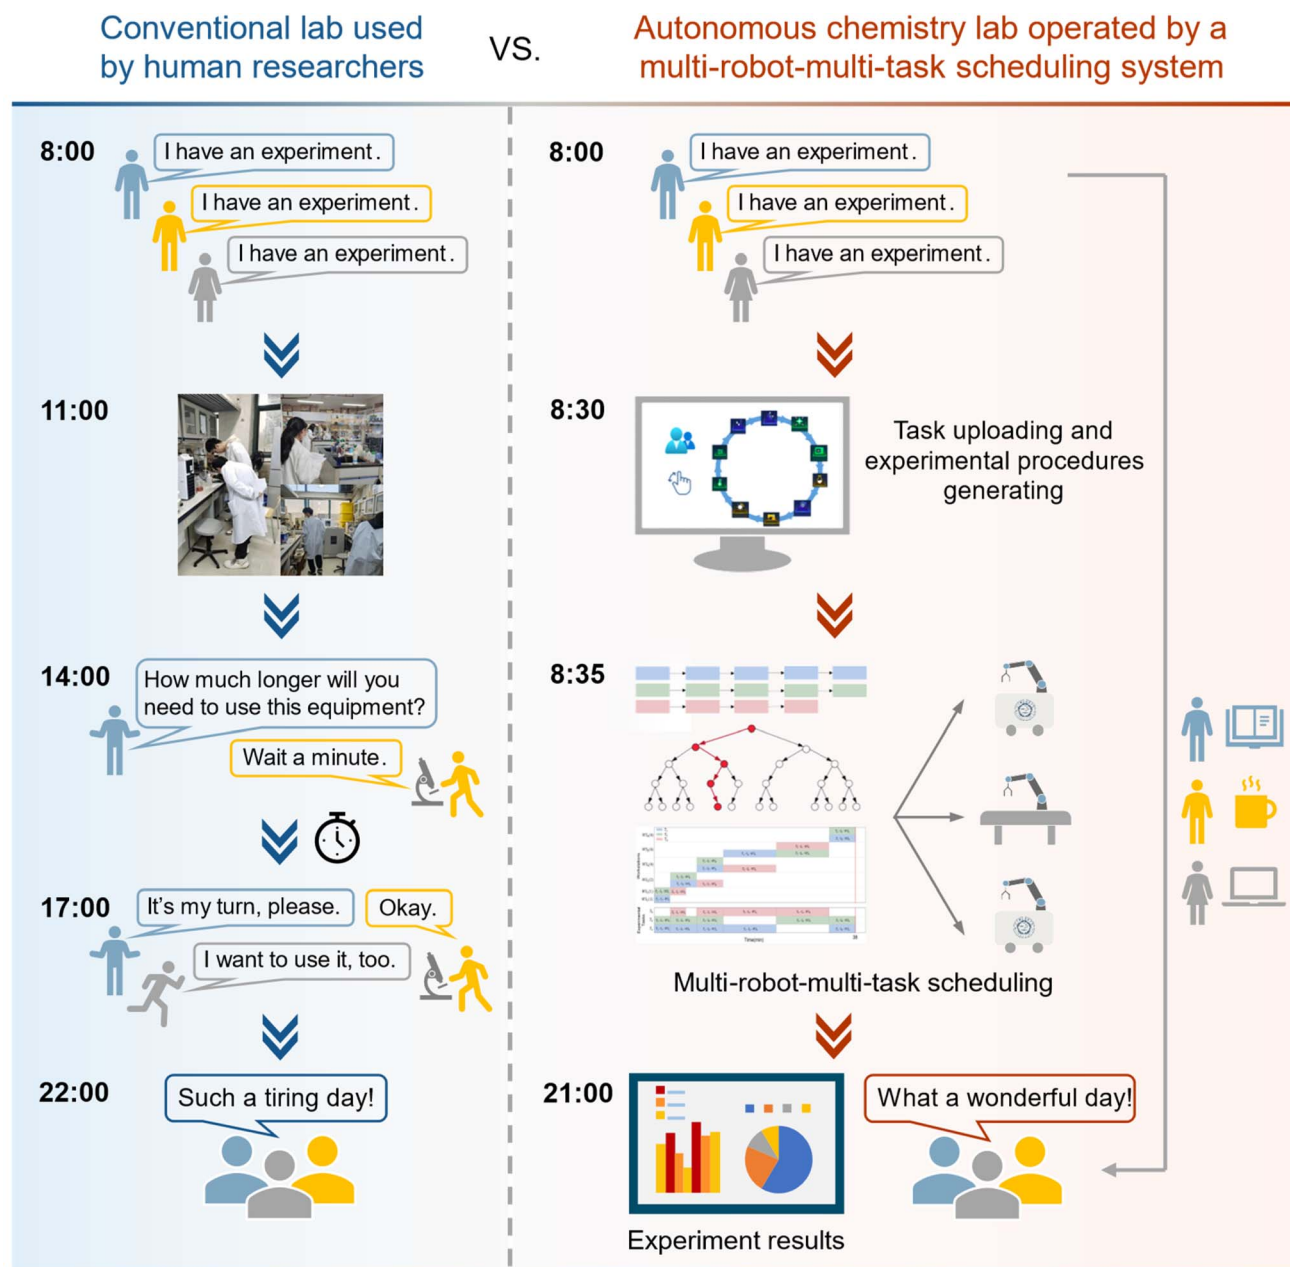 Conventional lab used
by human researchers
VS.
Autonomous chemistry lab operated by a
multi-robot-multi-task scheduling system
8:00
I have an experiment.
I have an experiment.
I have an experiment.
11:00
14:00
How much longer will you
need to use this equipment?
Wait a minute.
17:00
It's my turn, please.
Okay.
I want to use it, too.
22:00
Such a tiring day!
8:00
I have an experiment.
I have an experiment.
I have an experiment.
8:30
Task uploading and
experimental procedures
generating
8:35
Time(min)
Multi-robot-multi-task scheduling
21:00
What a wonderful day!
Experiment results